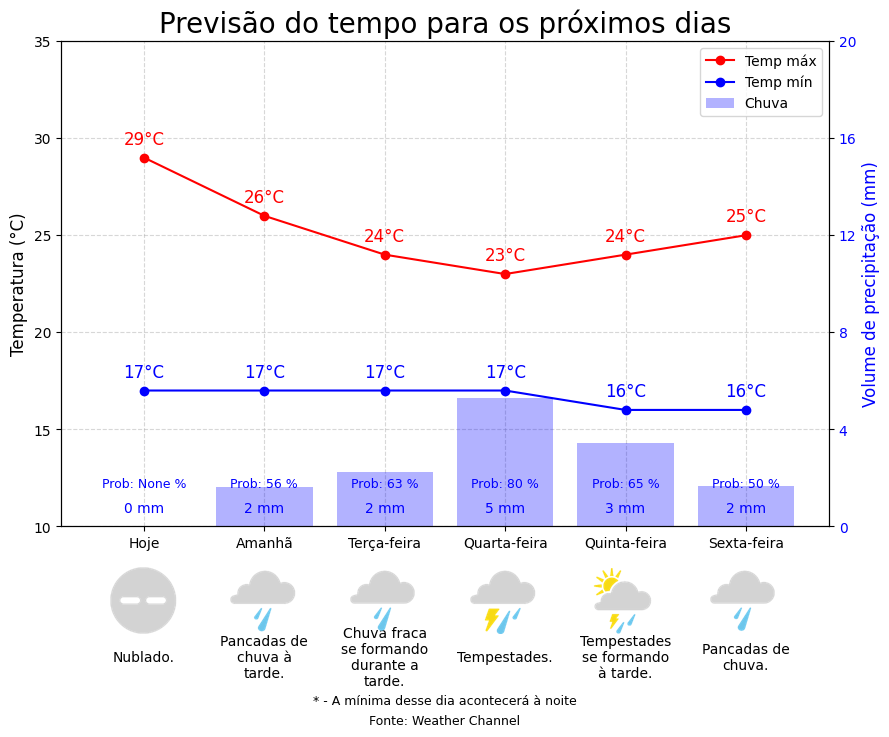 Previsão do tempo para os próximos dias
35
30
25
20
15
10
Temperatura (°C)
20
16
12
8
4
0
Volume de precipitação (mm)
Temp máx
Temp mín
Chuva
29°C
26°C
24°C
23°C
24°C
25°C
17°C
17°C
17°C
17°C
16°C
16°C
Prob: None %
Prob: 56 %
Prob: 63 %
Prob: 80 %
Prob: 65 %
Prob: 50 %
0 mm
2 mm
2 mm
5 mm
3 mm
2 mm
Hoje
Amanhã
Terça-feira
Quarta-feira
Quinta-feira
Sexta-feira
Nublado.
Pancadas de
chuva à
tarde.
Chuva fraca
se formando
durante a
tarde.
Tempestades.
Tempestades
se formando
à tarde.
Pancadas de
chuva.
* - A mínima desse dia acontecerá à noite
Fonte: Weather Channel